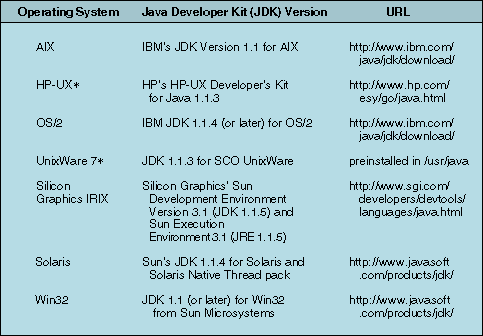 Operating System Java Developer Kit (JDK) Version URL
AIX IBM's JDK Version 1.1 for AIX http://www.ibm.com/
java/jdk/download/
HP-UX* HP's HP-UX Developer's Kit http://www.hp.com/
for Java 1.1.3 esy/go/java.html
OS/2 IBM JDK 1.1.4 (or later) for OS/2 http://www.ibm.com/
java/jdk/download/
UnixWare 7* JDK 1.1.3 for SCO UnixWare preinstalled in /usr/java
Silicon Silicon Graphics' Sun http://www.sgi.com/
Graphics IRIX Development Environment developers/devtools/
Version 3.1 (JDK 1.1.5) and languages/java.html
Sun Execution
Environment3.1 (JRE 1.1.5)
Solaris Sun's JDK 1.1.4 for Solaris and http://www.javasoft
Solaris Native Thread pack .com/products/jdk/
Win32 JDK 1.1 (or later) for Win32 http://www.javasoft
from Sun Microsystems .com/products/jdk/